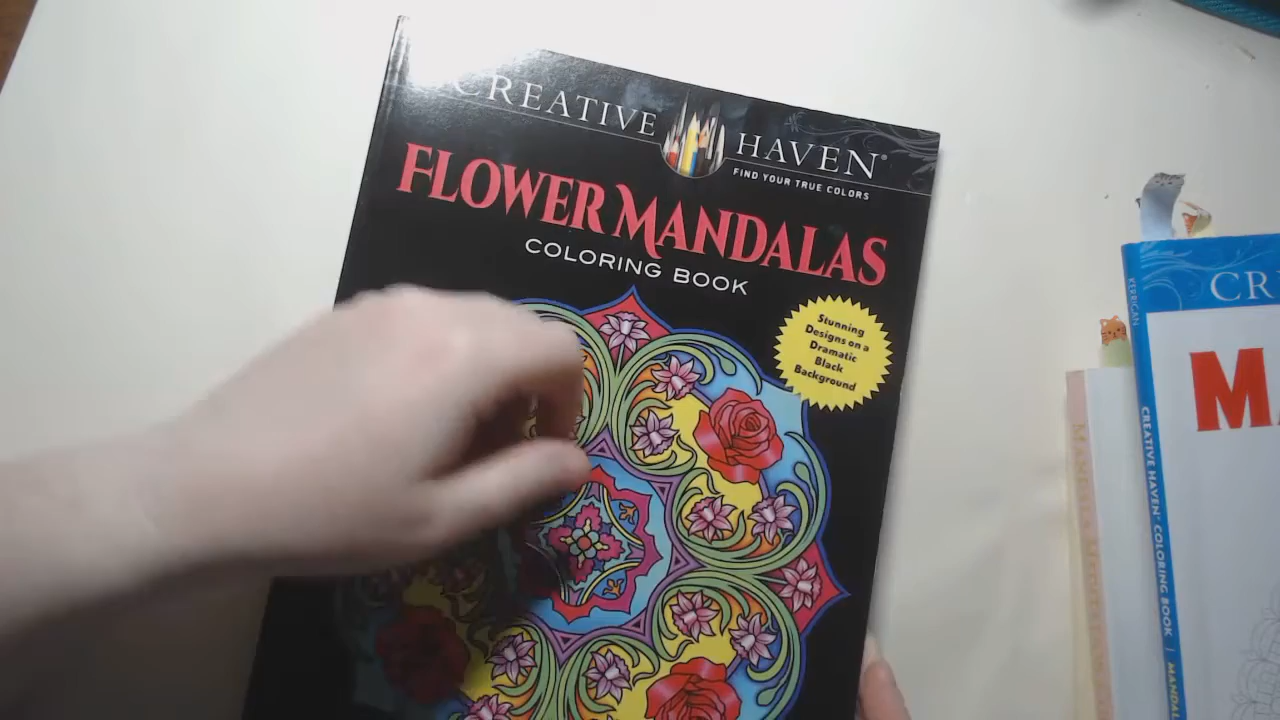 CREATIVE HAVEN®
FIND YOUR TRUE COLORS
FLOWER MANDALAS
COLORING BOOK
Stunning
Designs on a
Dramatic
Black
Background
KERRIGAN
CREATIVE HAVEN® COLORING BOOK |